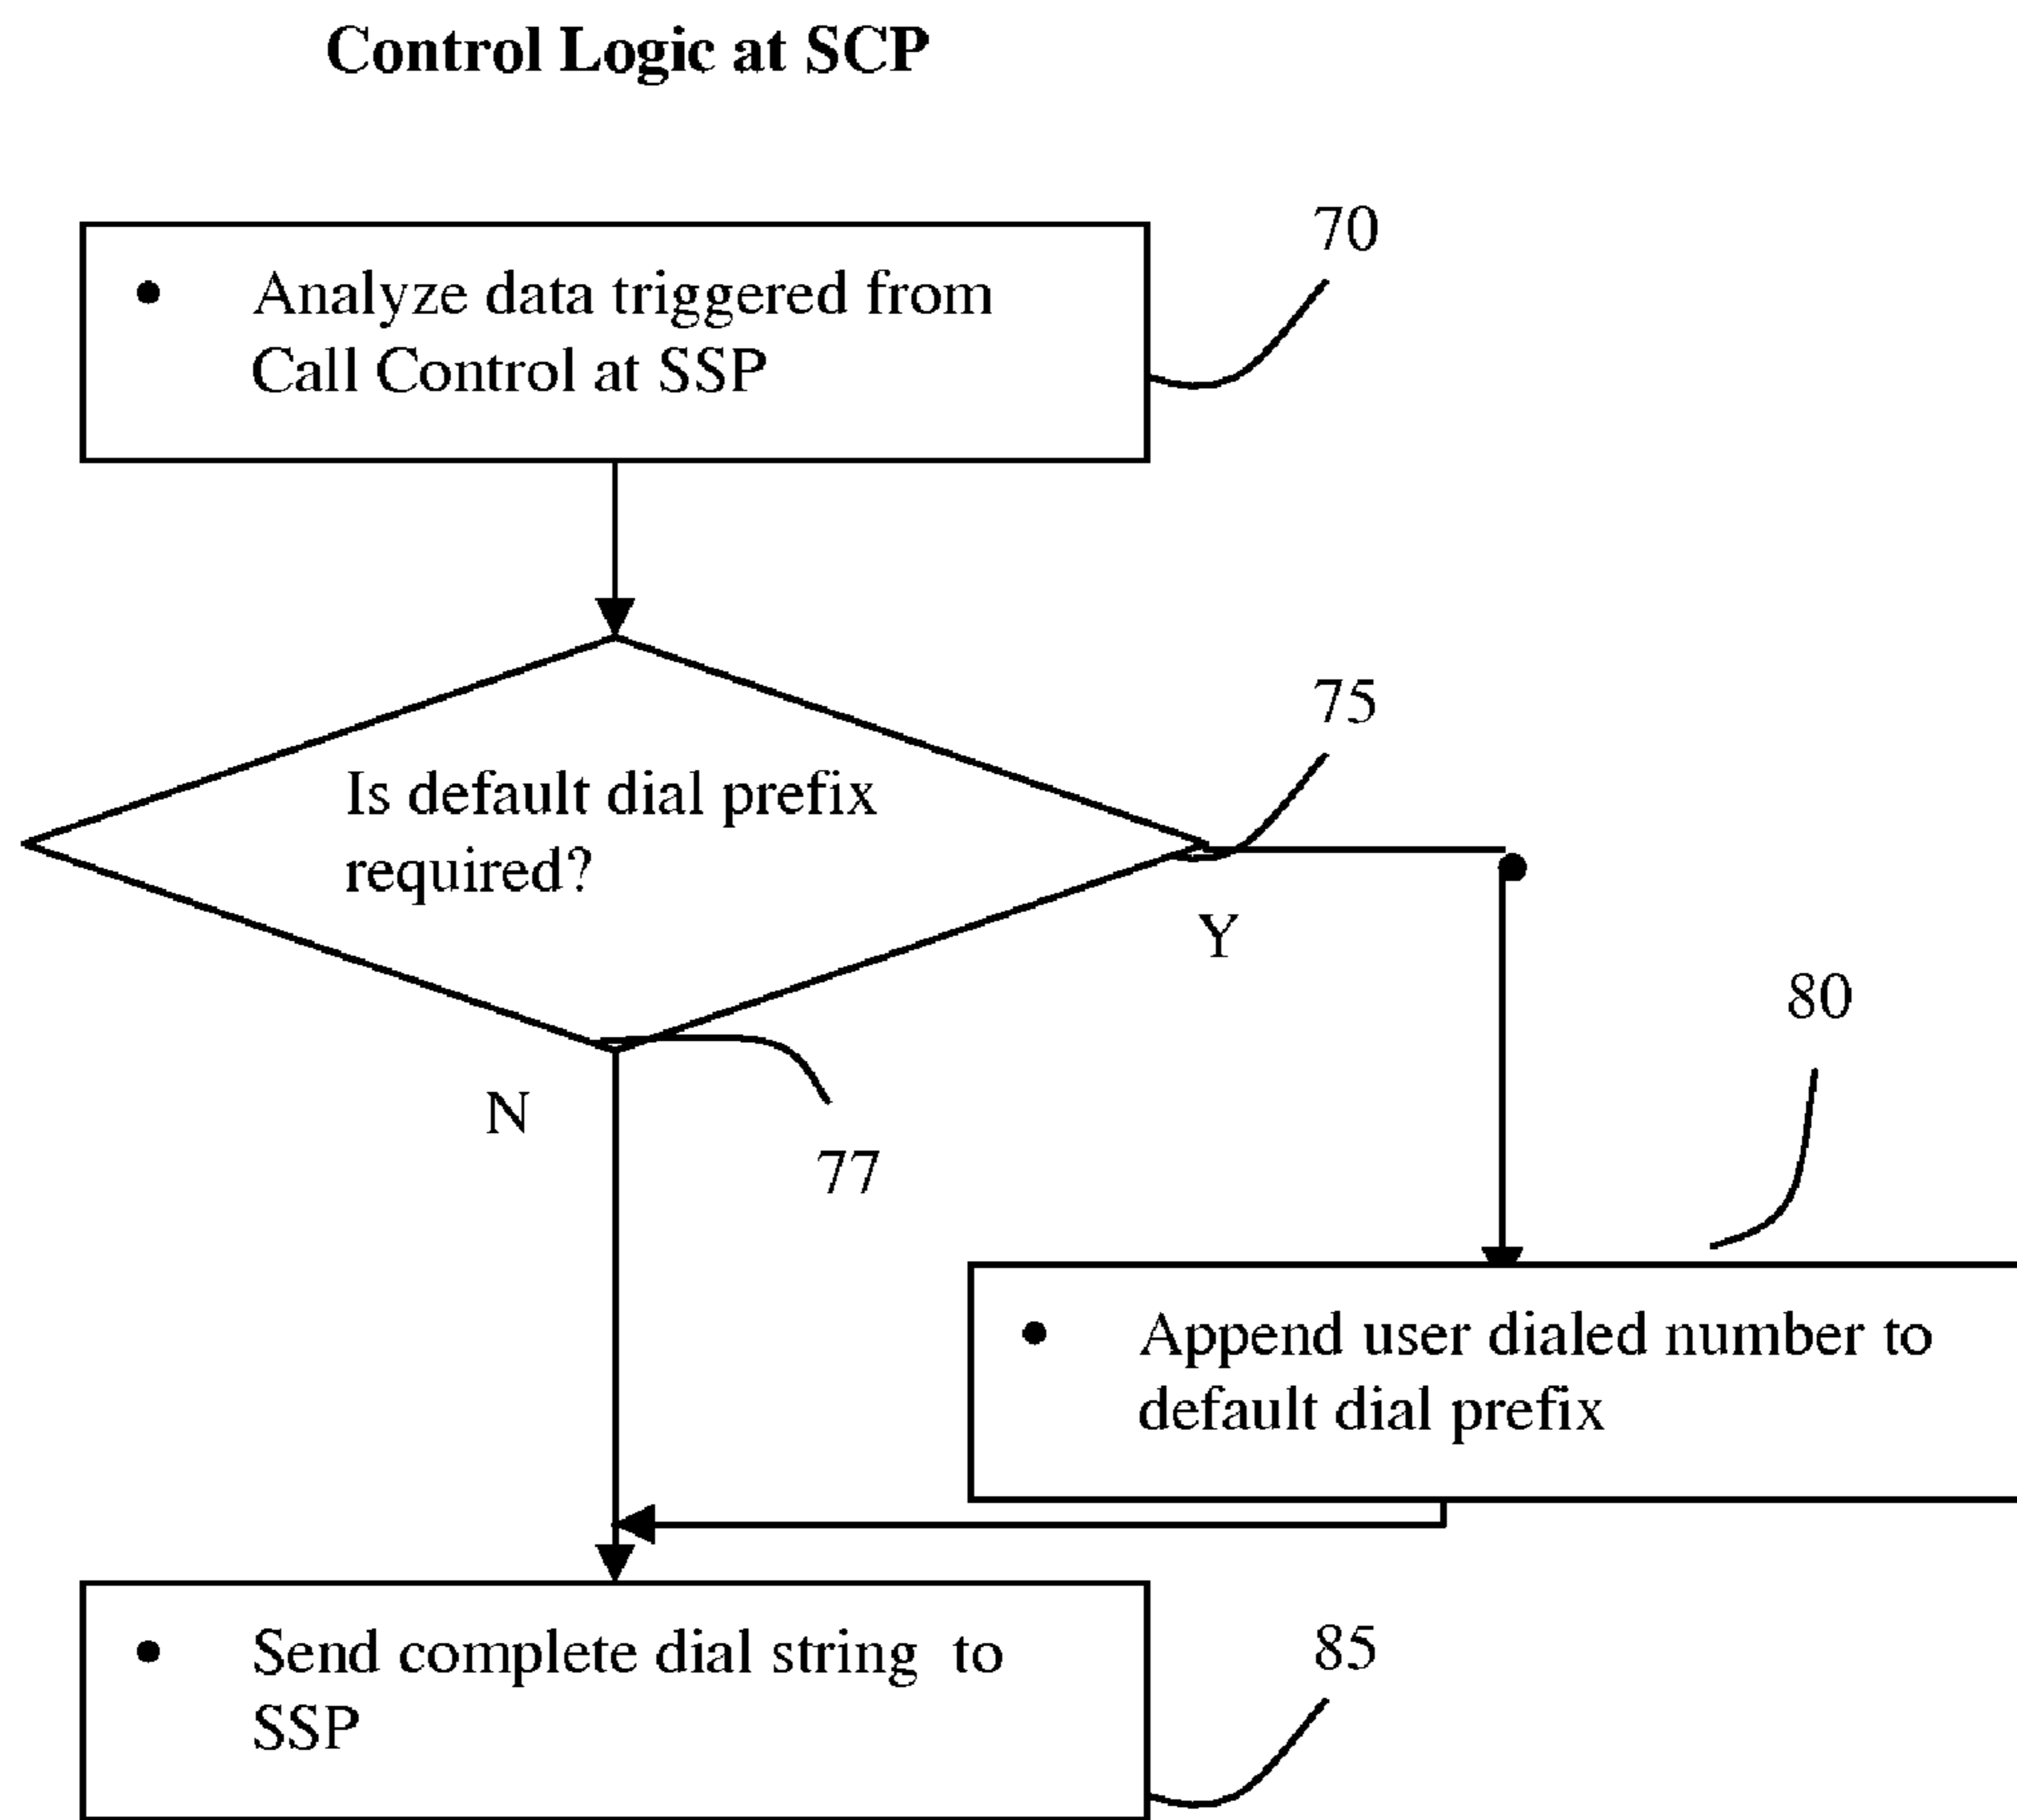 Control Logic at SCP
70
• Analyze data triggered from
Call Control at SSP
75
Is default dial prefix
required?
Y
80
N
77
• Append user dialed number to
default dial prefix
• Send complete dial string to
SSP
85